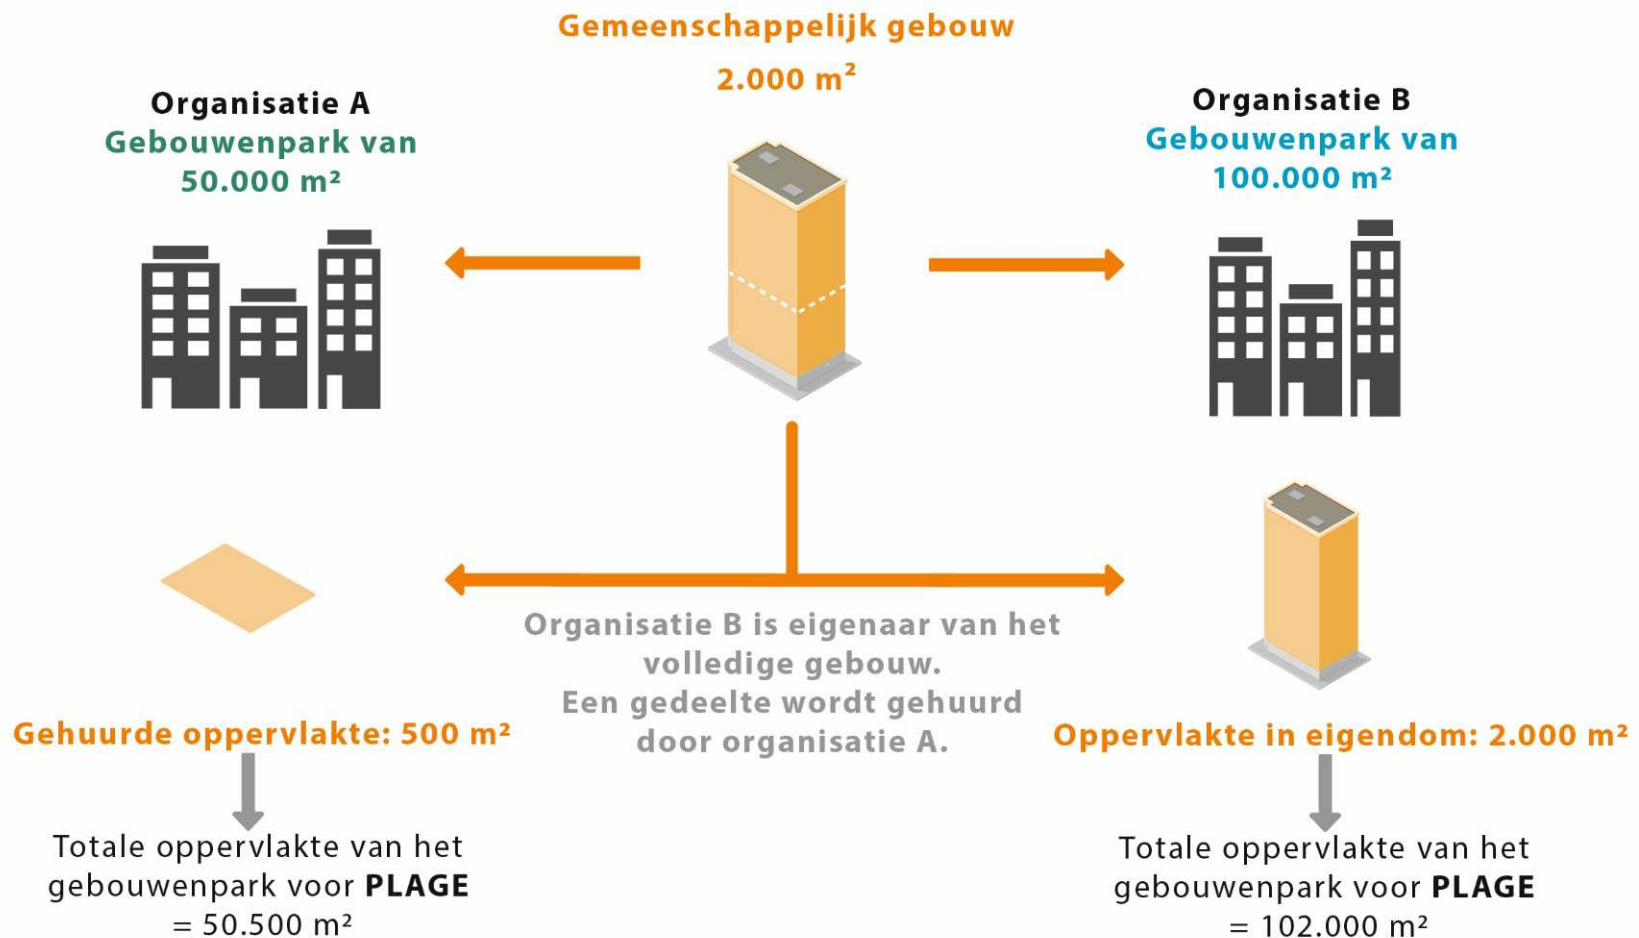 Gemeenschappelijk gebouw
2.000 m²
Organisatie A
Gebouwenpark van
50.000 m²
Organisatie B
Gebouwenpark van
100.000 m²
Organisatie B is eigenaar van het
volledige gebouw.
Een gedeelte wordt gehuurd
door organisatie A.
Gehuurde oppervlakte: 500 m²
Totale oppervlakte van het
gebouwenpark voor PLAGE
= 50.500 m²
Oppervlakte in eigendom: 2.000 m²
Totale oppervlakte van het
gebouwenpark voor PLAGE
= 102.000 m²